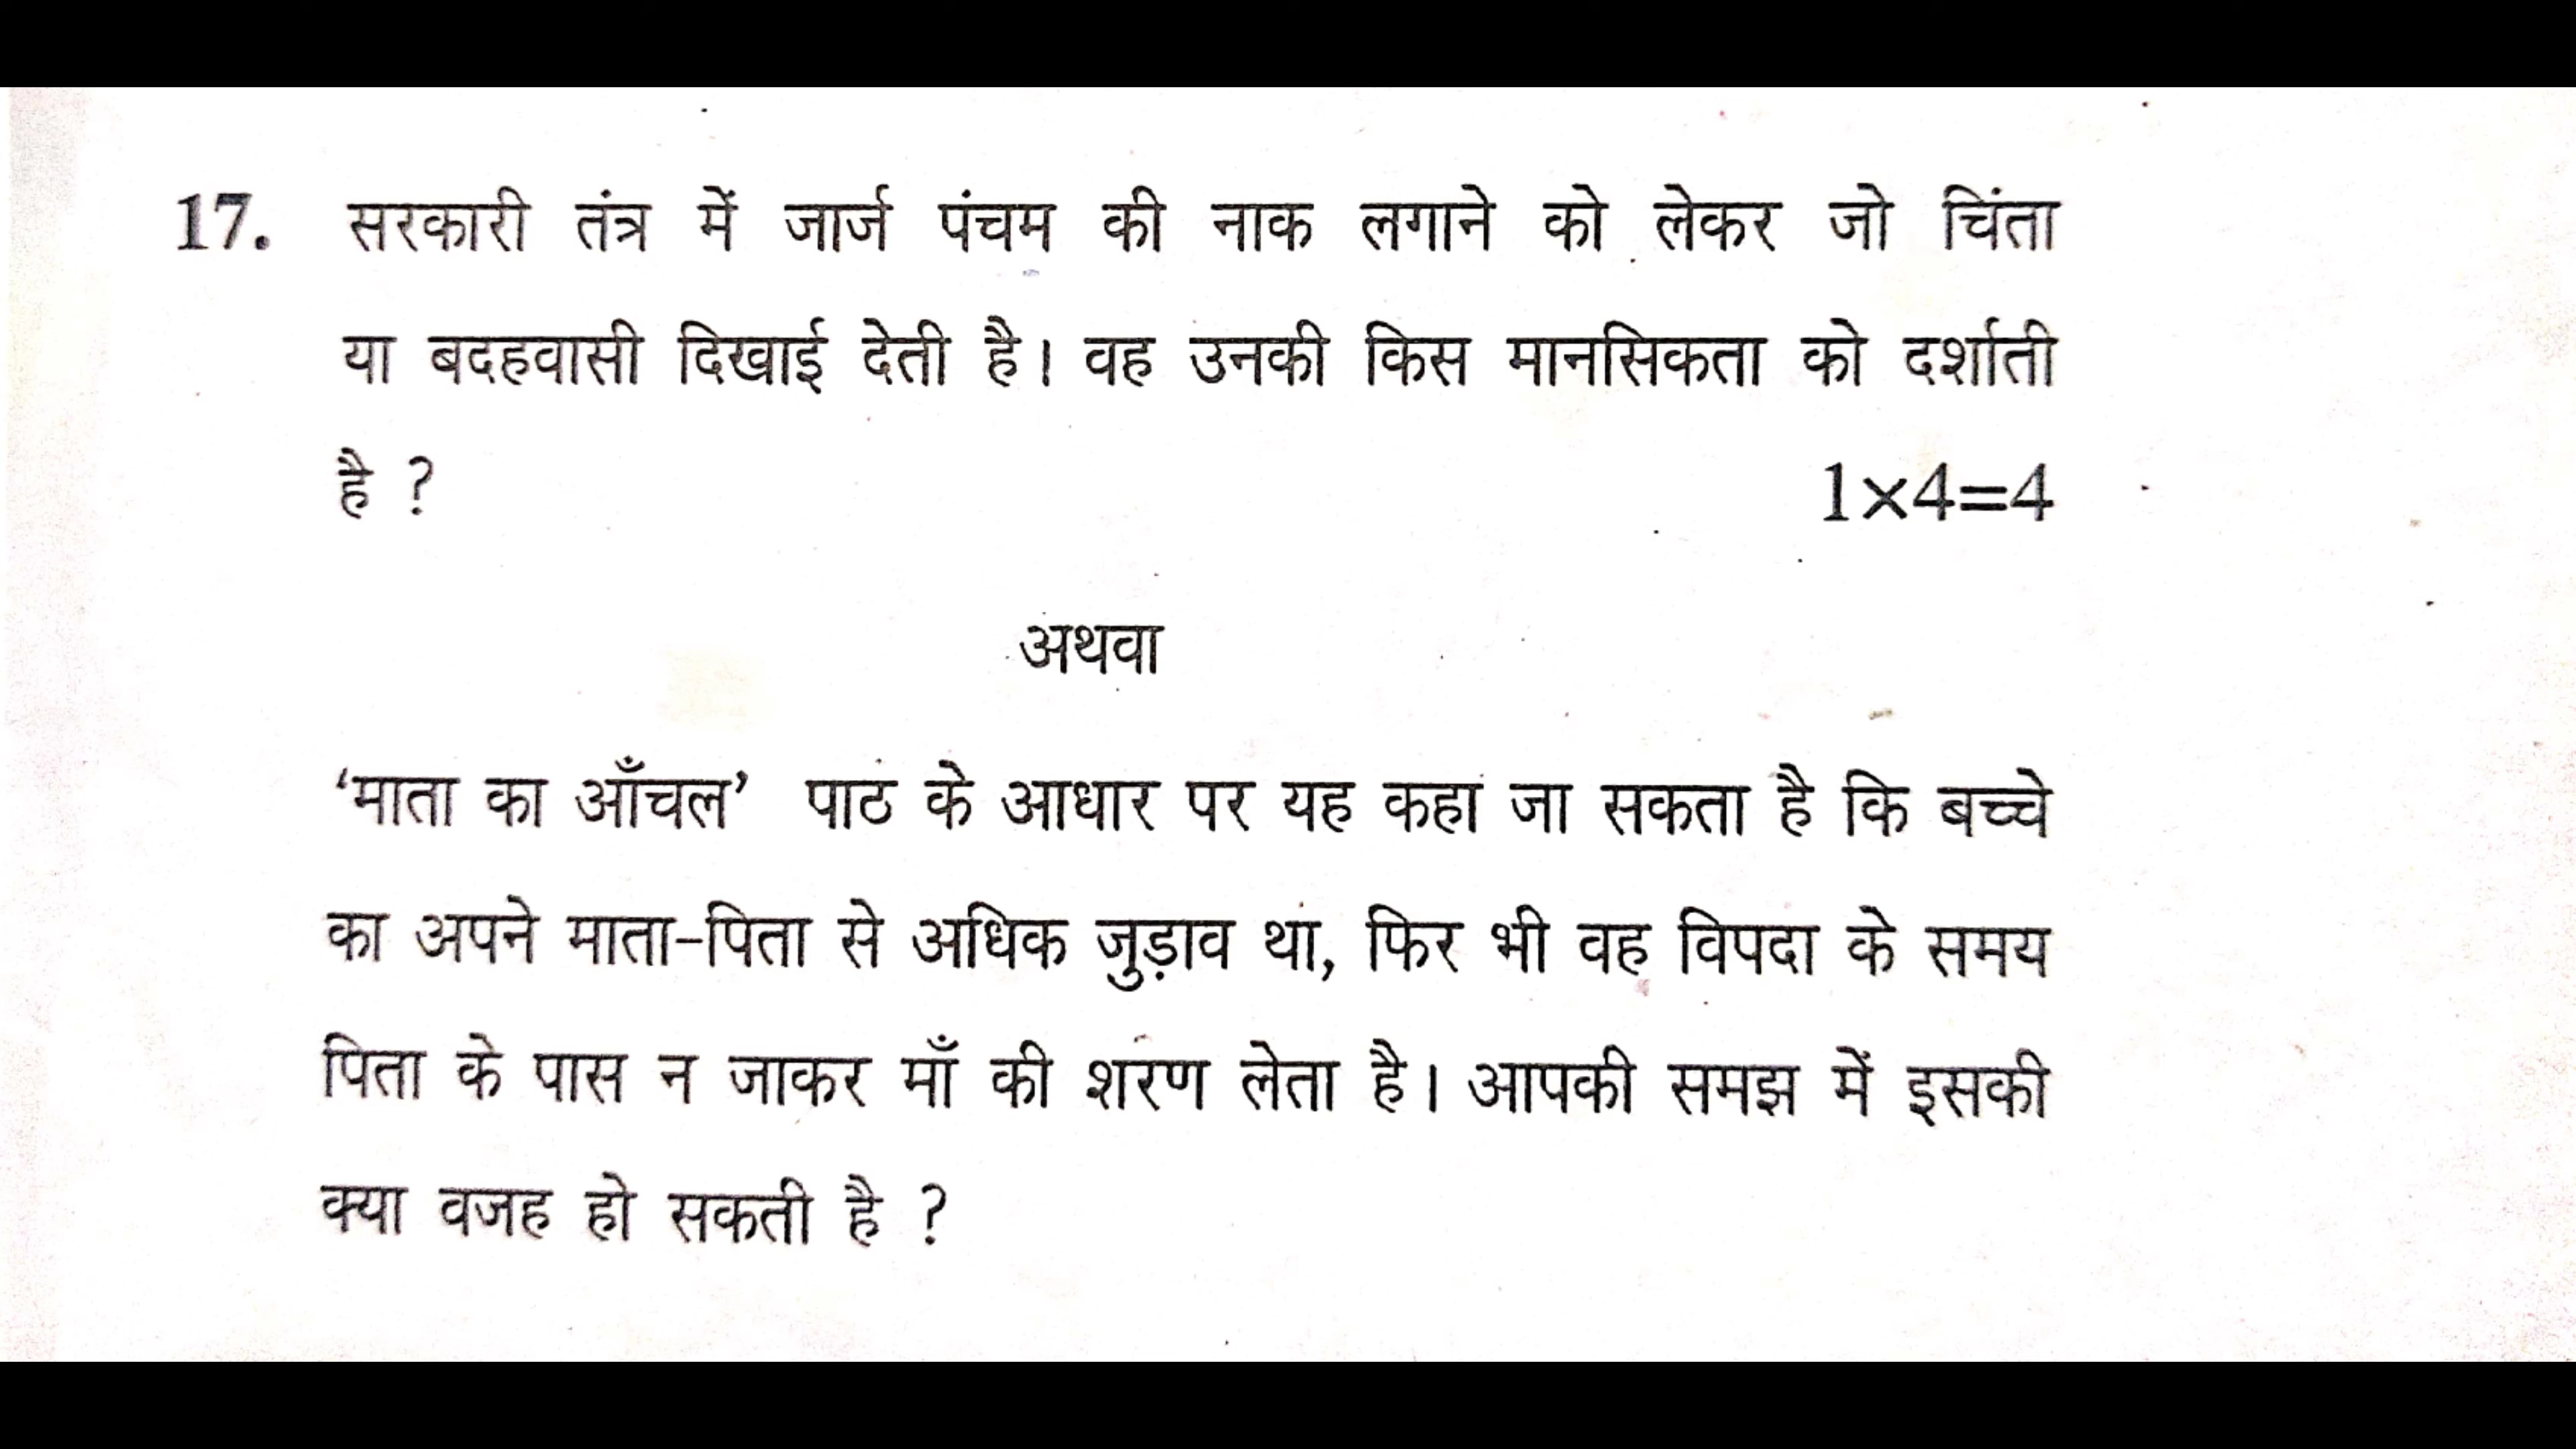 17. सरकारी तंत्र में जार्ज पंचम की नाक लगाने को लेकर जो चिंता
या बदहवासी दिखाई देती है। वह उनकी किस मानसिकता को दर्शाती
है ? 1×4=4
अथवा
‘माता का आँचल’ पाठ के आधार पर यह कहा जा सकता है कि बच्चे
का अपने माता-पिता से अधिक जुड़ाव था, फिर भी वह विपदा के समय
पिता के पास न जाकर माँ की शरण लेता है। आपकी समझ में इसकी
क्या वजह हो सकती है ?